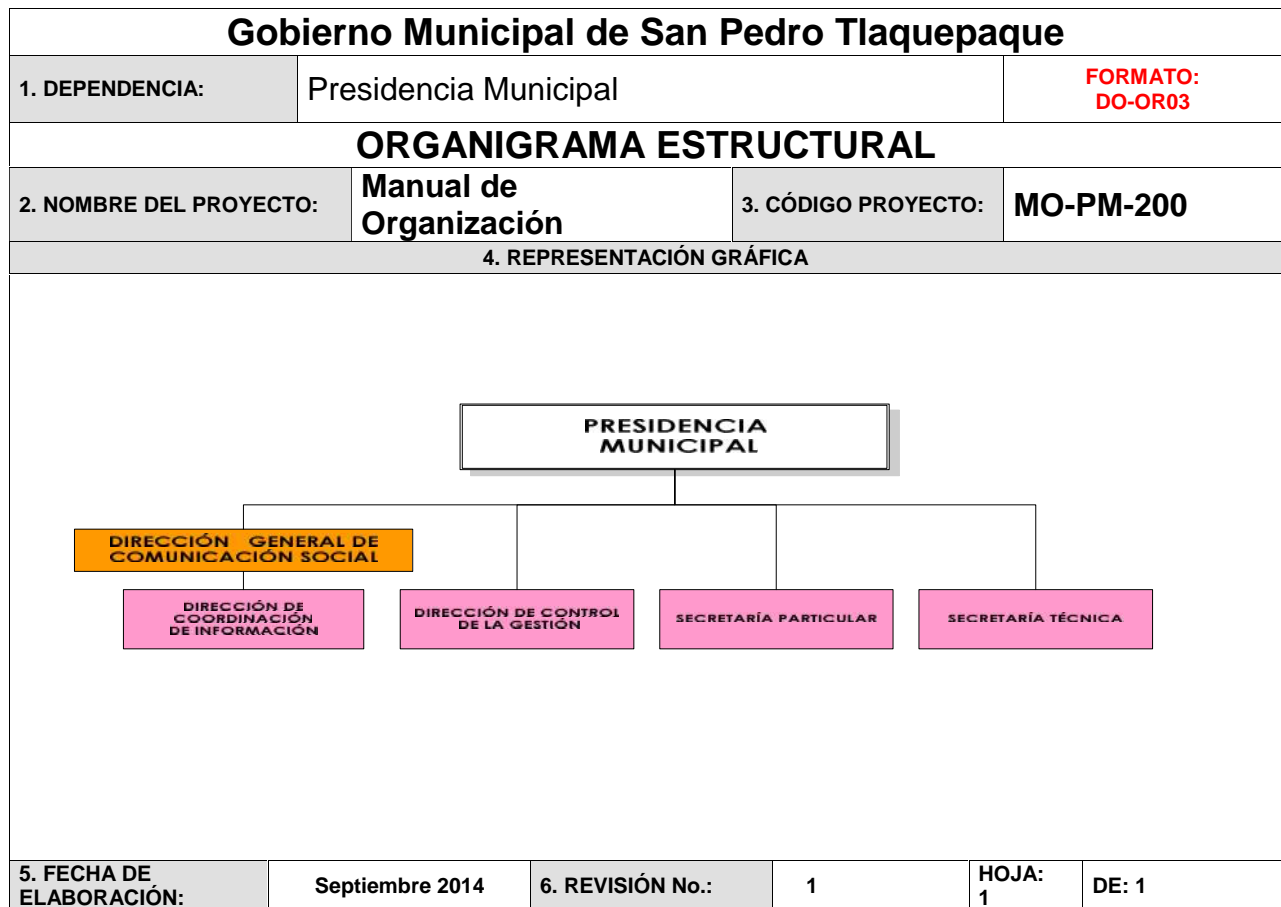 Gobierno Municipal de San Pedro Tlaquepaque
1. DEPENDENCIA:
Presidencia Municipal
FORMATO:
DO-OR03
ORGANIGRAMA ESTRUCTURAL
2. NOMBRE DEL PROYECTO:
Manual de
Organización
3. CÓDIGO PROYECTO:
MO-PM-200
4. REPRESENTACIÓN GRÁFICA
PRESIDENCIA
MUNICIPAL
DIRECCIÓN GENERAL DE
COMUNICACIÓN SOCIAL
DIRECCIÓN DE
COORDINACIÓN
DE INFORMACIÓN
DIRECCIÓN DE CONTROL
DE LA GESTIÓN
SECRETARÍA PARTICULAR
SECRETARÍA TÉCNICA
5. FECHA DE
ELABORACIÓN:
Septiembre 2014
6. REVISIÓN No.:
1
HOJA:
1
DE: 1